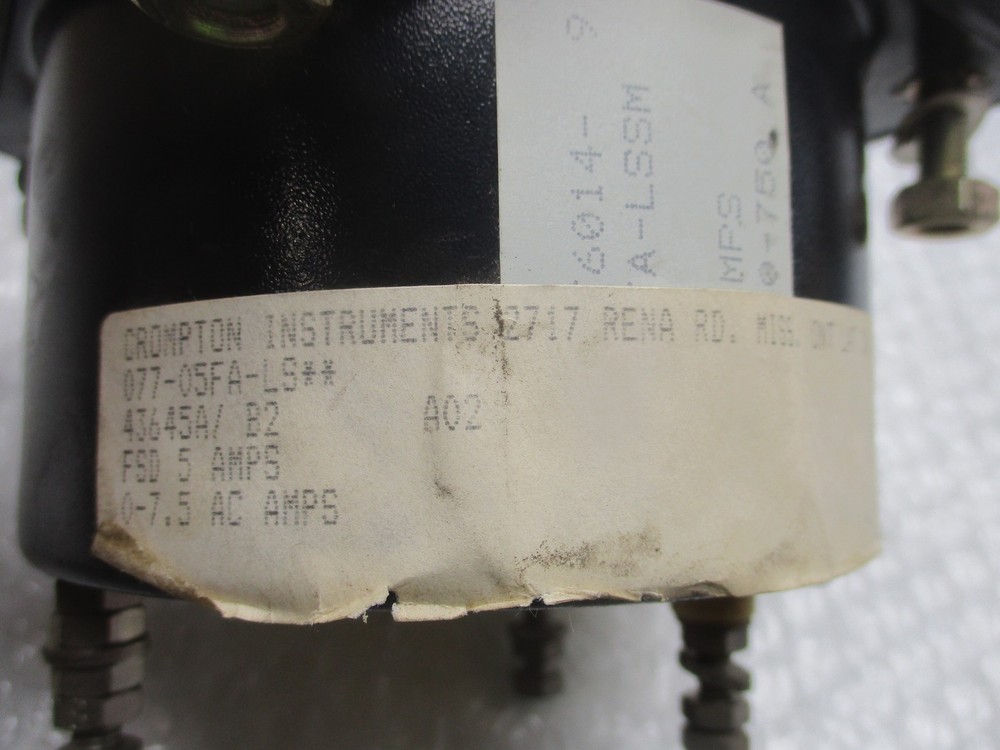 CROMPTON INSTRUMENTS 2717 RENA RD. MISS. ONT
077-05FA-LS**
43645A/ B2 A02
FSD 5 AMPS
0-7.5 AC AMPS
6014- 9
A-LSSM
MPS
0-750 A